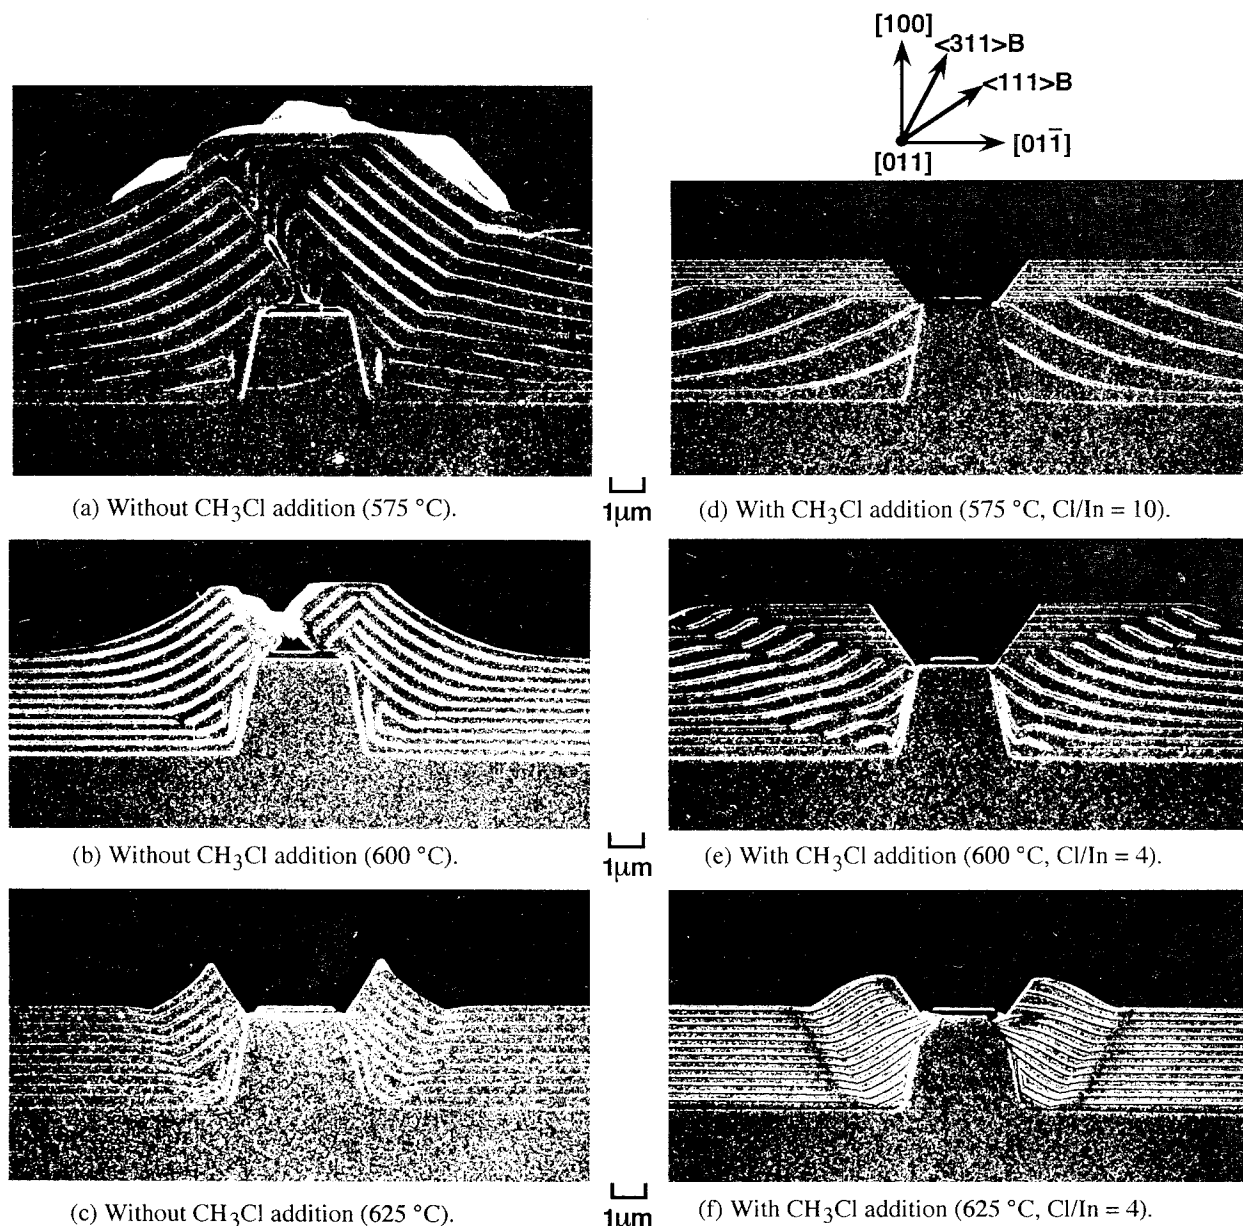 [100]
<311>B
<111>B
[011]
[01̄1̄]
(a) Without CH₃Cl addition (575 °C).
1μm
(d) With CH₃Cl addition (575 °C, Cl/In = 10).
(b) Without CH₃Cl addition (600 °C).
1μm
(e) With CH₃Cl addition (600 °C, Cl/In = 4).
(c) Without CH₃Cl addition (625 °C).
1μm
(f) With CH₃Cl addition (625 °C, Cl/In = 4).